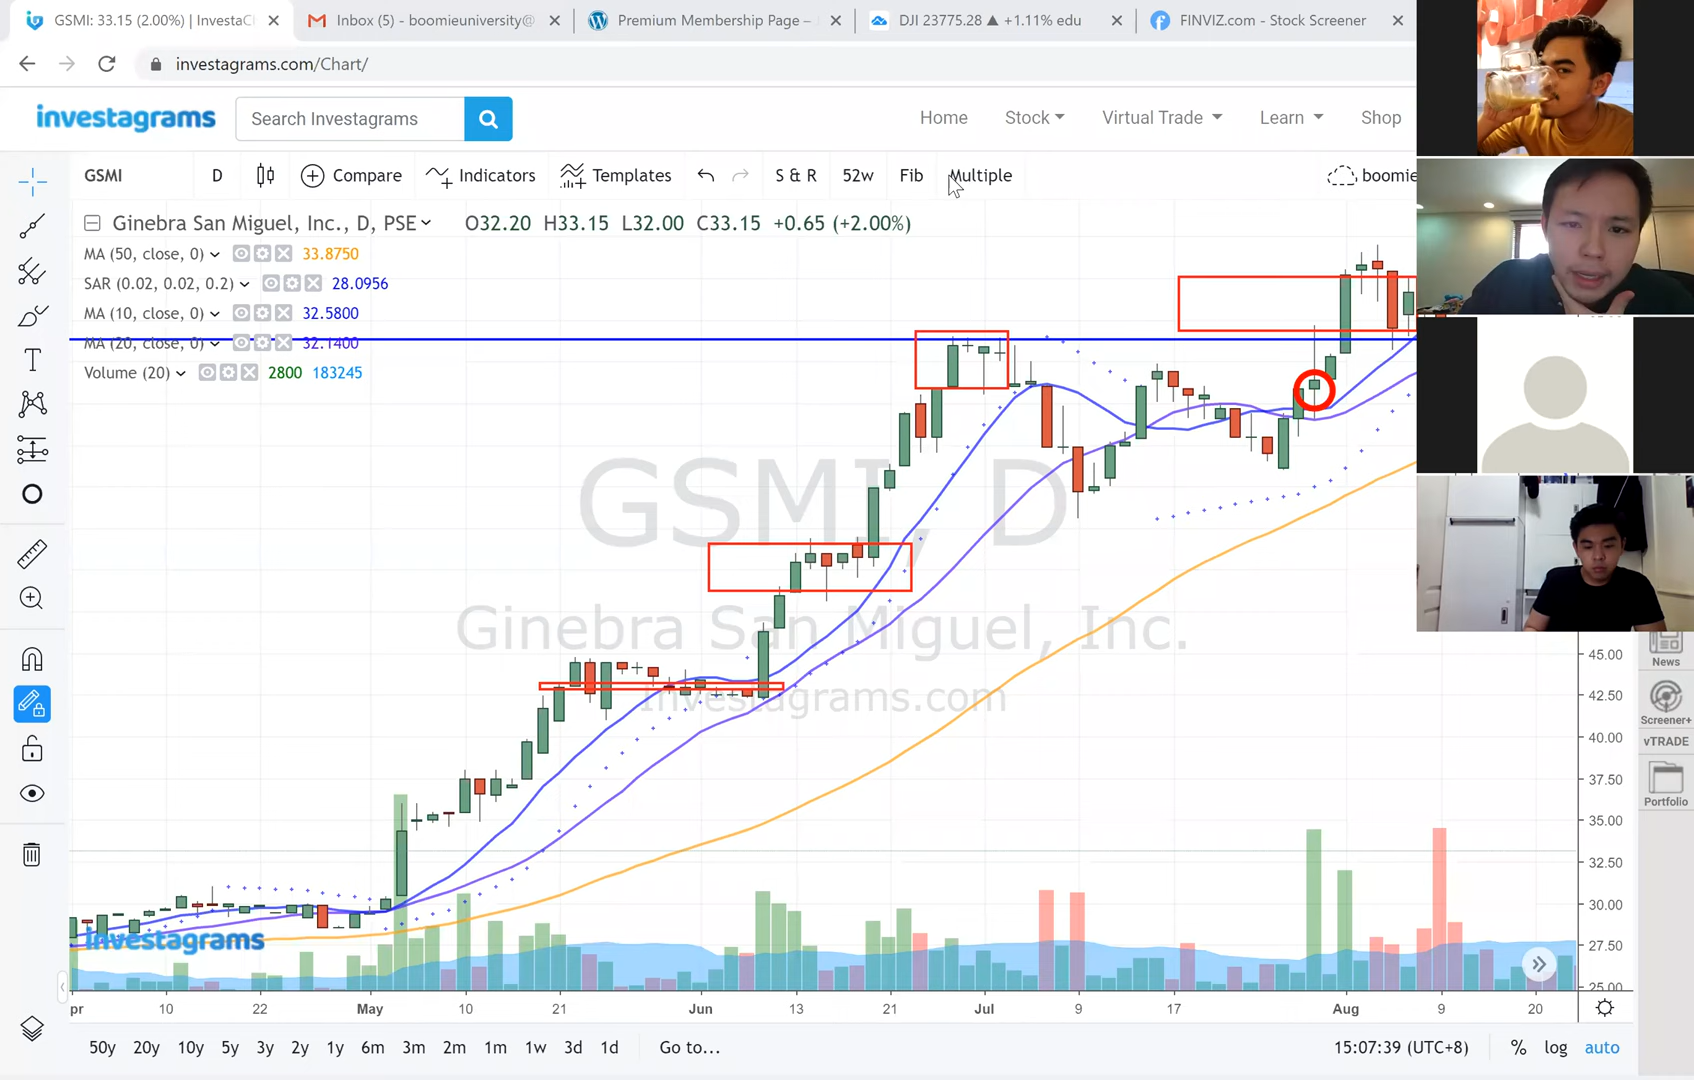 GSMI: 33.15 (2.00%) | InvestaCh
Inbox (5) - boomieuniversity@
Premium Membership Page –
DJI 23775.28 ▲ +1.11% edu
FINVIZ.com - Stock Screener
investagrams.com/Chart/
investagrams
Search Investagrams
Home
Stock
Virtual Trade
Learn
Shop
GSMI
D
Compare
Indicators
Templates
S & R
52w
Fib
Multiple
boomie
Ginebra San Miguel, Inc., D, PSE
O32.20 H33.15 L32.00 C33.15 +0.65 (+2.00%)
MA (50, close, 0) 33.8750
SAR (0.02, 0.02, 0.2) 28.0956
MA (10, close, 0) 32.5800
MA (20, close, 0) 32.1400
Volume (20) 2800 183245
GSMI, D
Ginebra San Miguel, Inc.
Investagrams.com
investagrams
45.00
42.50
40.00
37.50
35.00
32.50
30.00
27.50
25.00
News
Screener+
vTRADE
Portfolio
pr 10 22 May 10 21 Jun 13 21 Jul 9 17 Aug 9 20
50y 20y 10y 5y 3y 2y 1y 6m 3m 2m 1m 1w 3d 1d Go to...
15:07:39 (UTC+8) % log auto